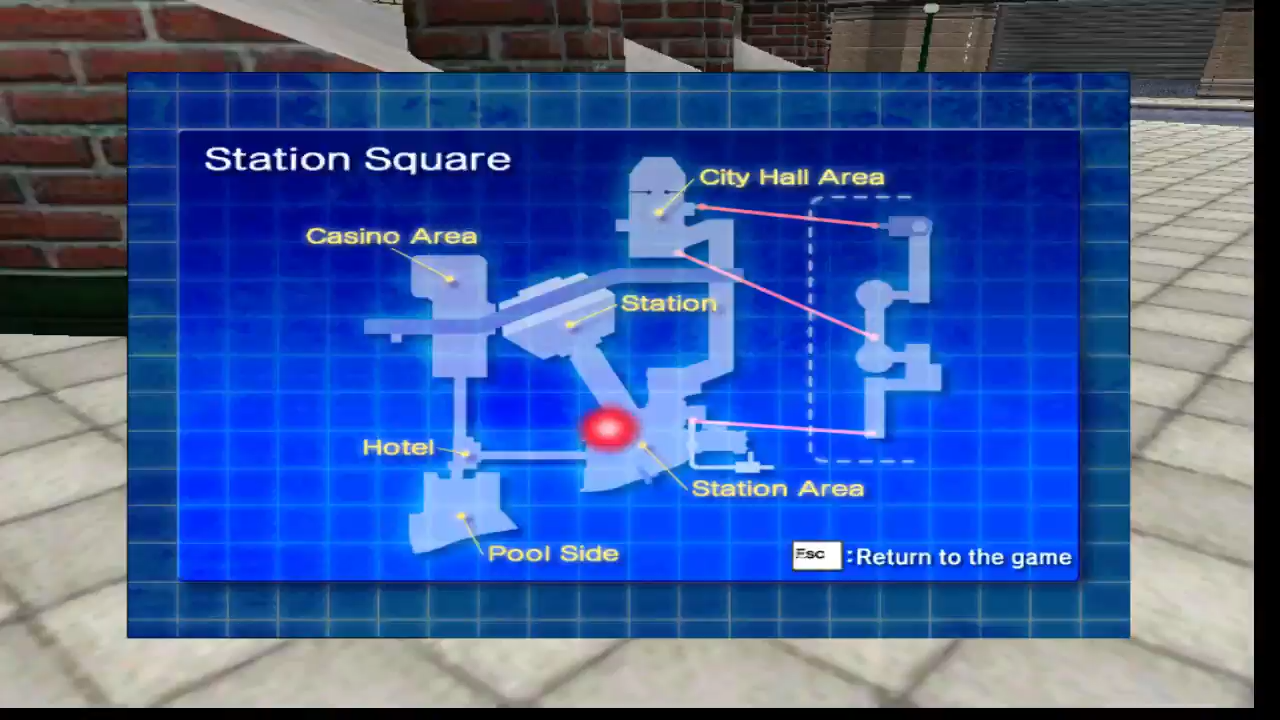 Station Square
City Hall Area
Casino Area
Station
Hotel
Station Area
Pool Side
Esc :Return to the game